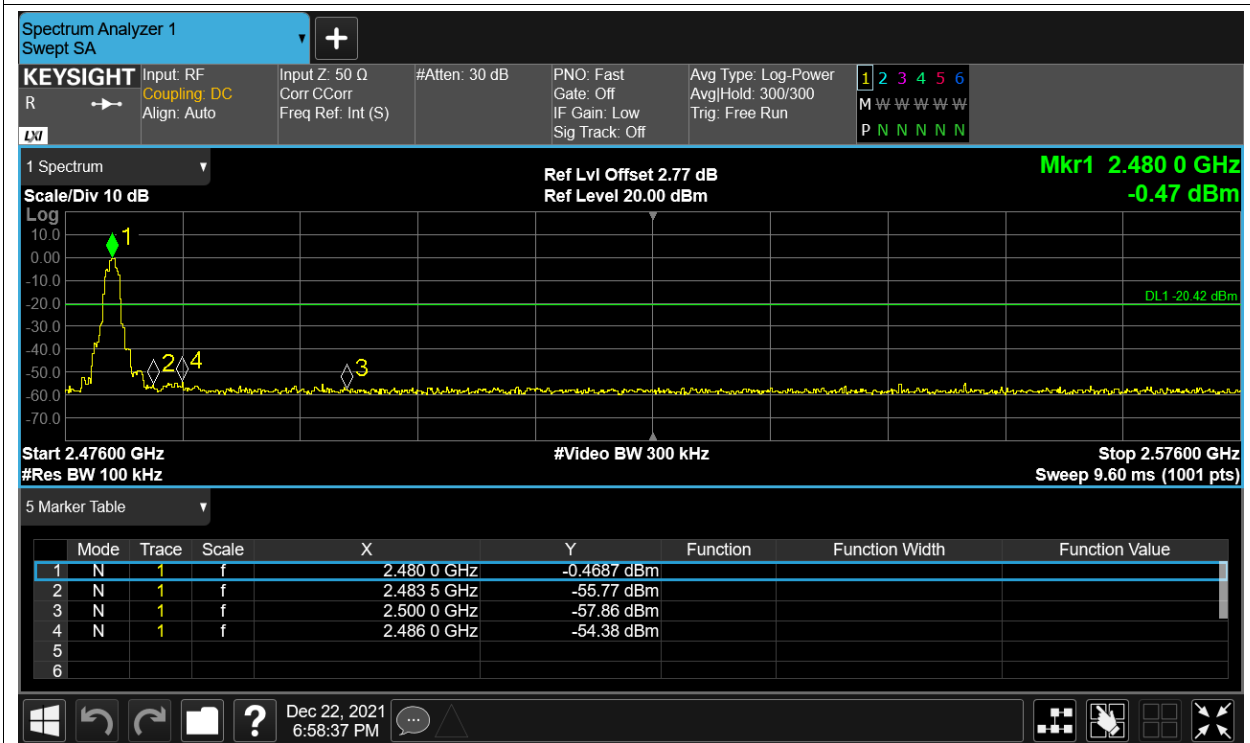 Spectrum Analyzer 1
Swept SA
KEYSIGHT Input: RF Input Z: 50 Ω #Atten: 30 dB PNO: Fast Avg Type: Log-Power 1 2 3 4 5 6
R Coupling: DC Corr CCorr Gate: Off Avg|Hold: 300/300 M W W W W W
Align: Auto Freq Ref: Int (S) IF Gain: Low Trig: Free Run
LXI Sig Track: Off P N N N N N
1 Spectrum Ref Lvl Offset 2.77 dB Mkr1 2.480 0 GHz
Scale/Div 10 dB Ref Level 20.00 dBm -0.47 dBm
Log
10.0 1
0.00
-10.0
-20.0 DL1 -20.42 dBm
-30.0
-40.0
-50.0 2 4 3
-60.0
-70.0
Start 2.47600 GHz #Video BW 300 kHz Stop 2.57600 GHz
#Res BW 100 kHz Sweep 9.60 ms (1001 pts)
5 Marker Table
Mode Trace Scale X Y Function Function Width Function Value
1 N 1 f 2.480 0 GHz -0.4687 dBm
2 N 1 f 2.483 5 GHz -55.77 dBm
3 N 1 f 2.500 0 GHz -57.86 dBm
4 N 1 f 2.486 0 GHz -54.38 dBm
5
6
? Dec 22, 2021
6:58:37 PM